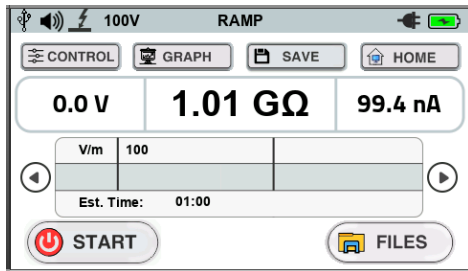 100V RAMP
CONTROL GRAPH SAVE HOME
0.0 V 1.01 GΩ 99.4 nA
V/m 100
Est. Time: 01:00
START FILES